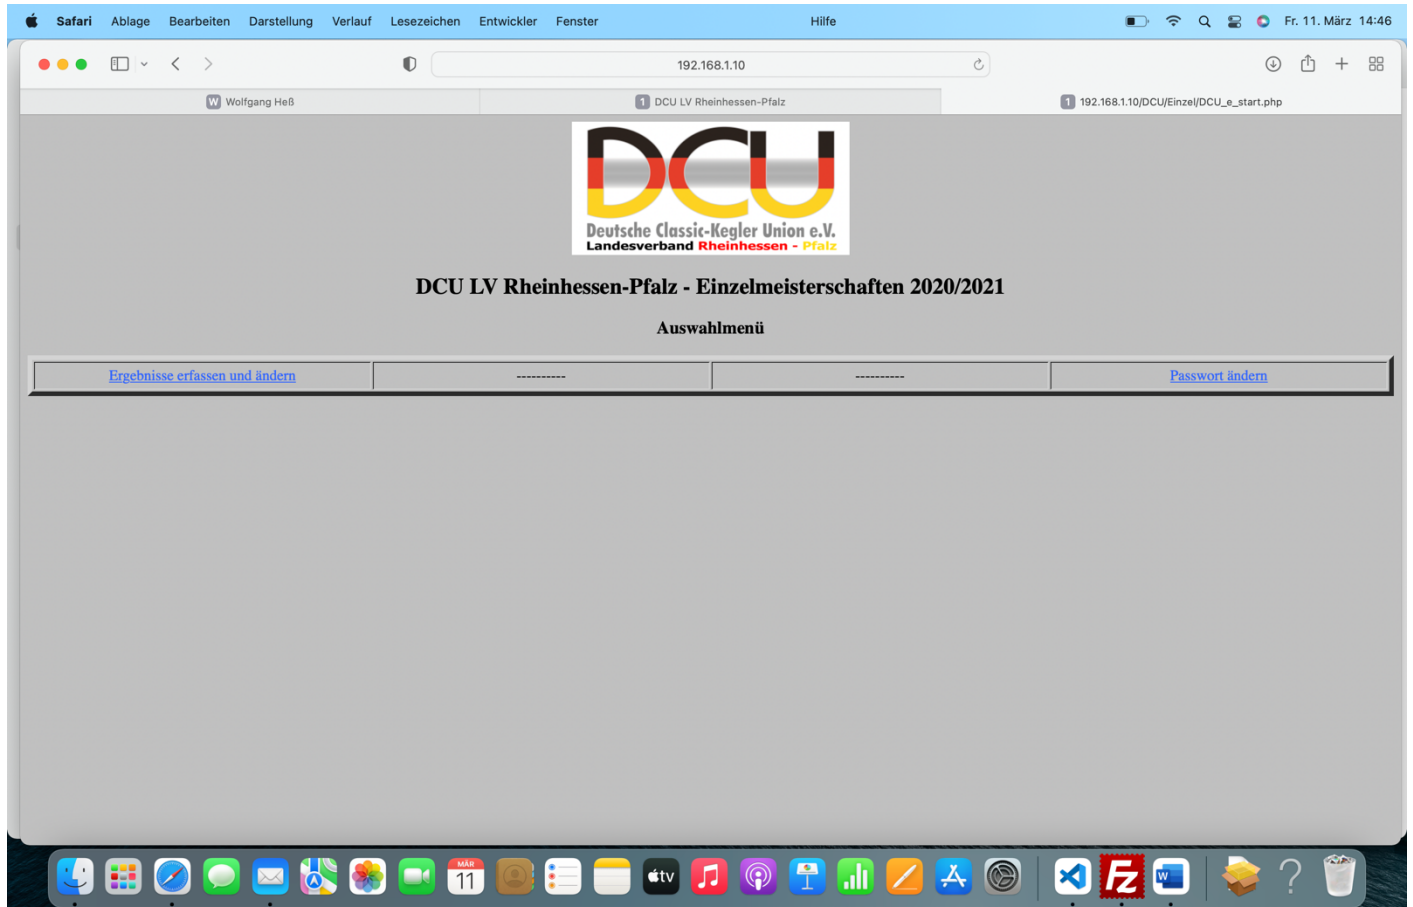 Safari Ablage Bearbeiten Darstellung Verlauf Lesezeichen Entwickler Fenster Hilfe Fr. 11. März 14:46
192.168.1.10
W Wolfgang Heß
1 DCU LV Rheinhessen-Pfalz
1 192.168.1.10/DCU/Einzel/DCU_e_start.php
DCU
Deutsche Classic-Kegler Union e.V.
Landesverband Rheinhessen - Pfalz
DCU LV Rheinhessen-Pfalz - Einzelmeisterschaften 2020/2021
Auswahlmenü
Ergebnisse erfassen und ändern ---------- ---------- Passwort ändern
MÄR
11
tv
Fz
W
?